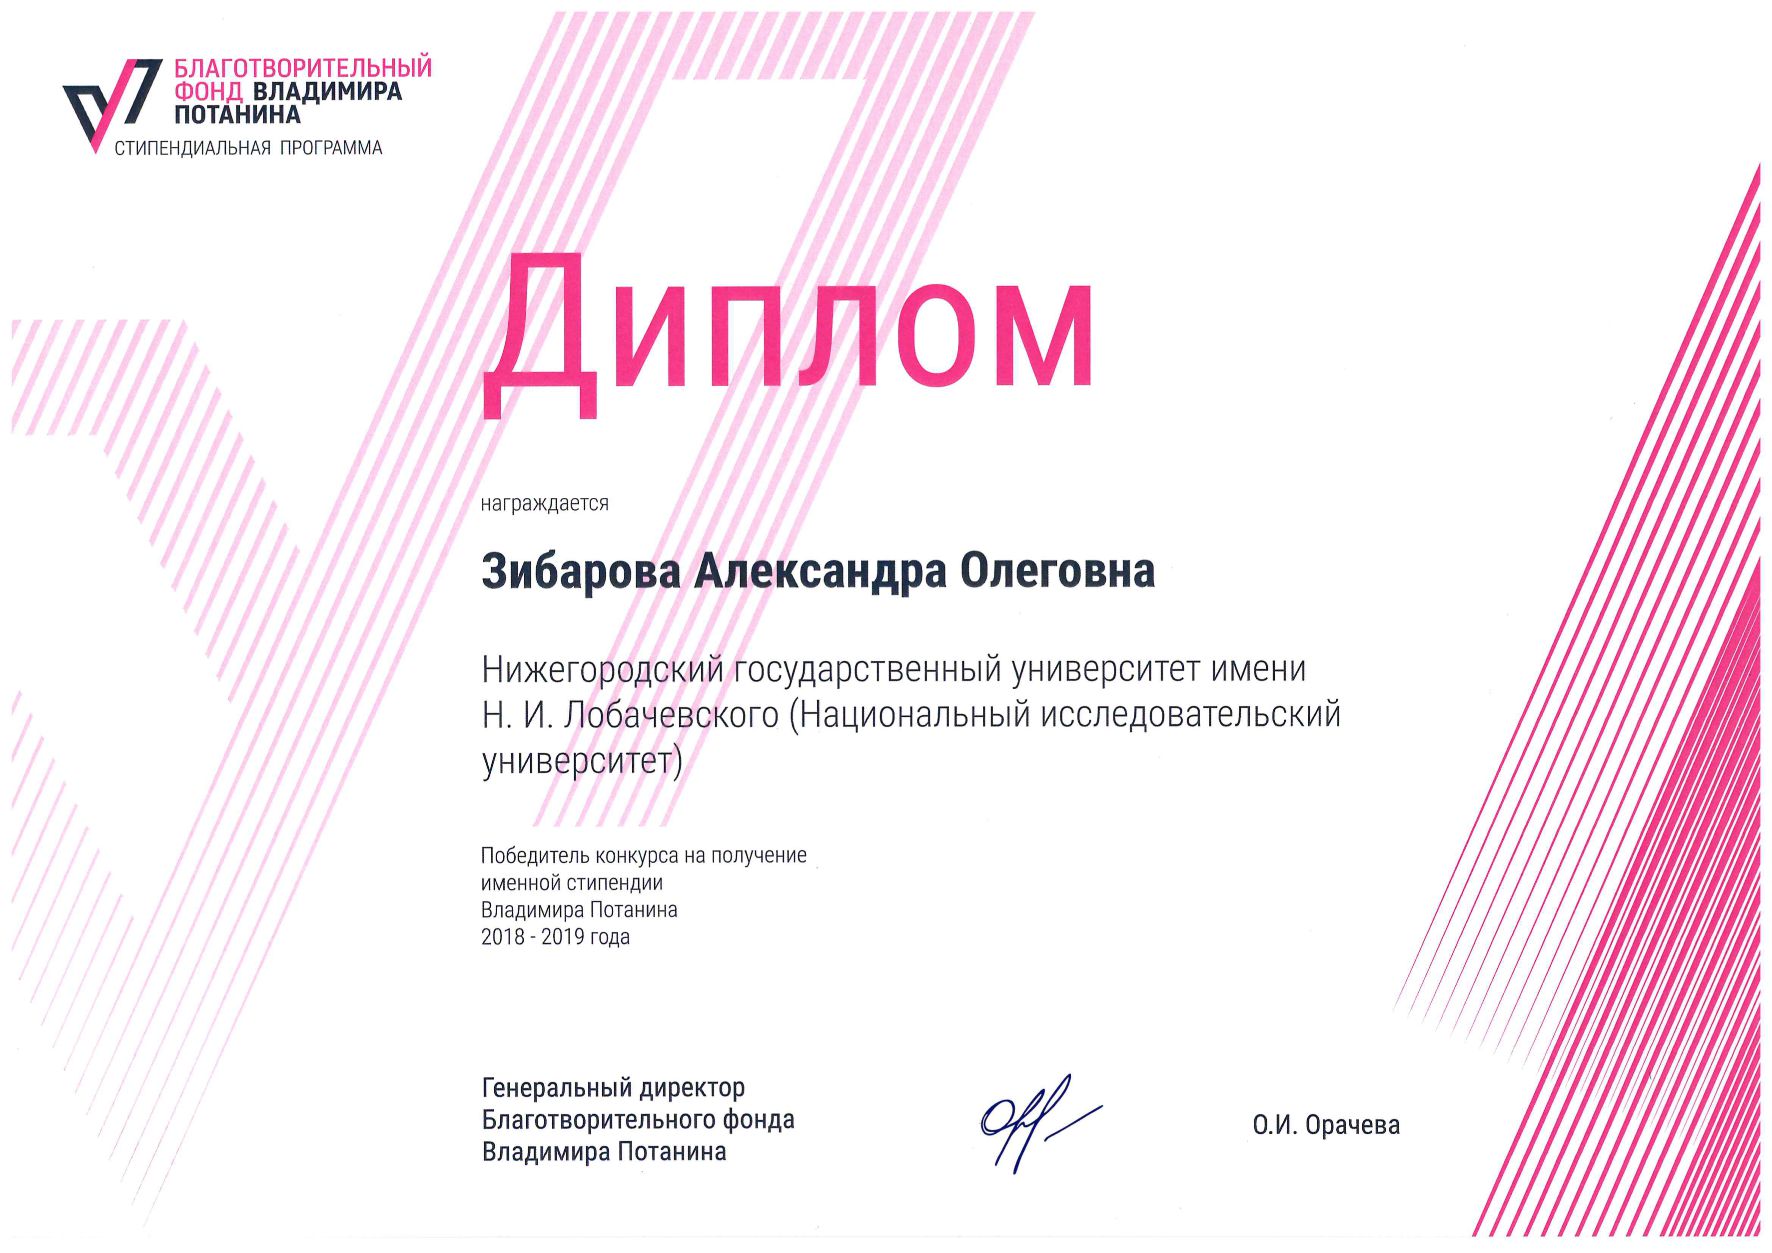 БЛАГОТВОРИТЕЛЬНЫЙ
ФОНД ВЛАДИМИРА
ПОТАНИНА
СТИПЕНДИАЛЬНАЯ ПРОГРАММА
Диплом
награждается
Зибарова Александра Олеговна
Нижегородский государственный университет имени
Н. И. Лобачевского (Национальный исследовательский
университет)
Победитель конкурса на получение
именной стипендии
Владимира Потанина
2018 - 2019 года
Генеральный директор
Благотворительного фонда
Владимира Потанина
О.И. Орачева